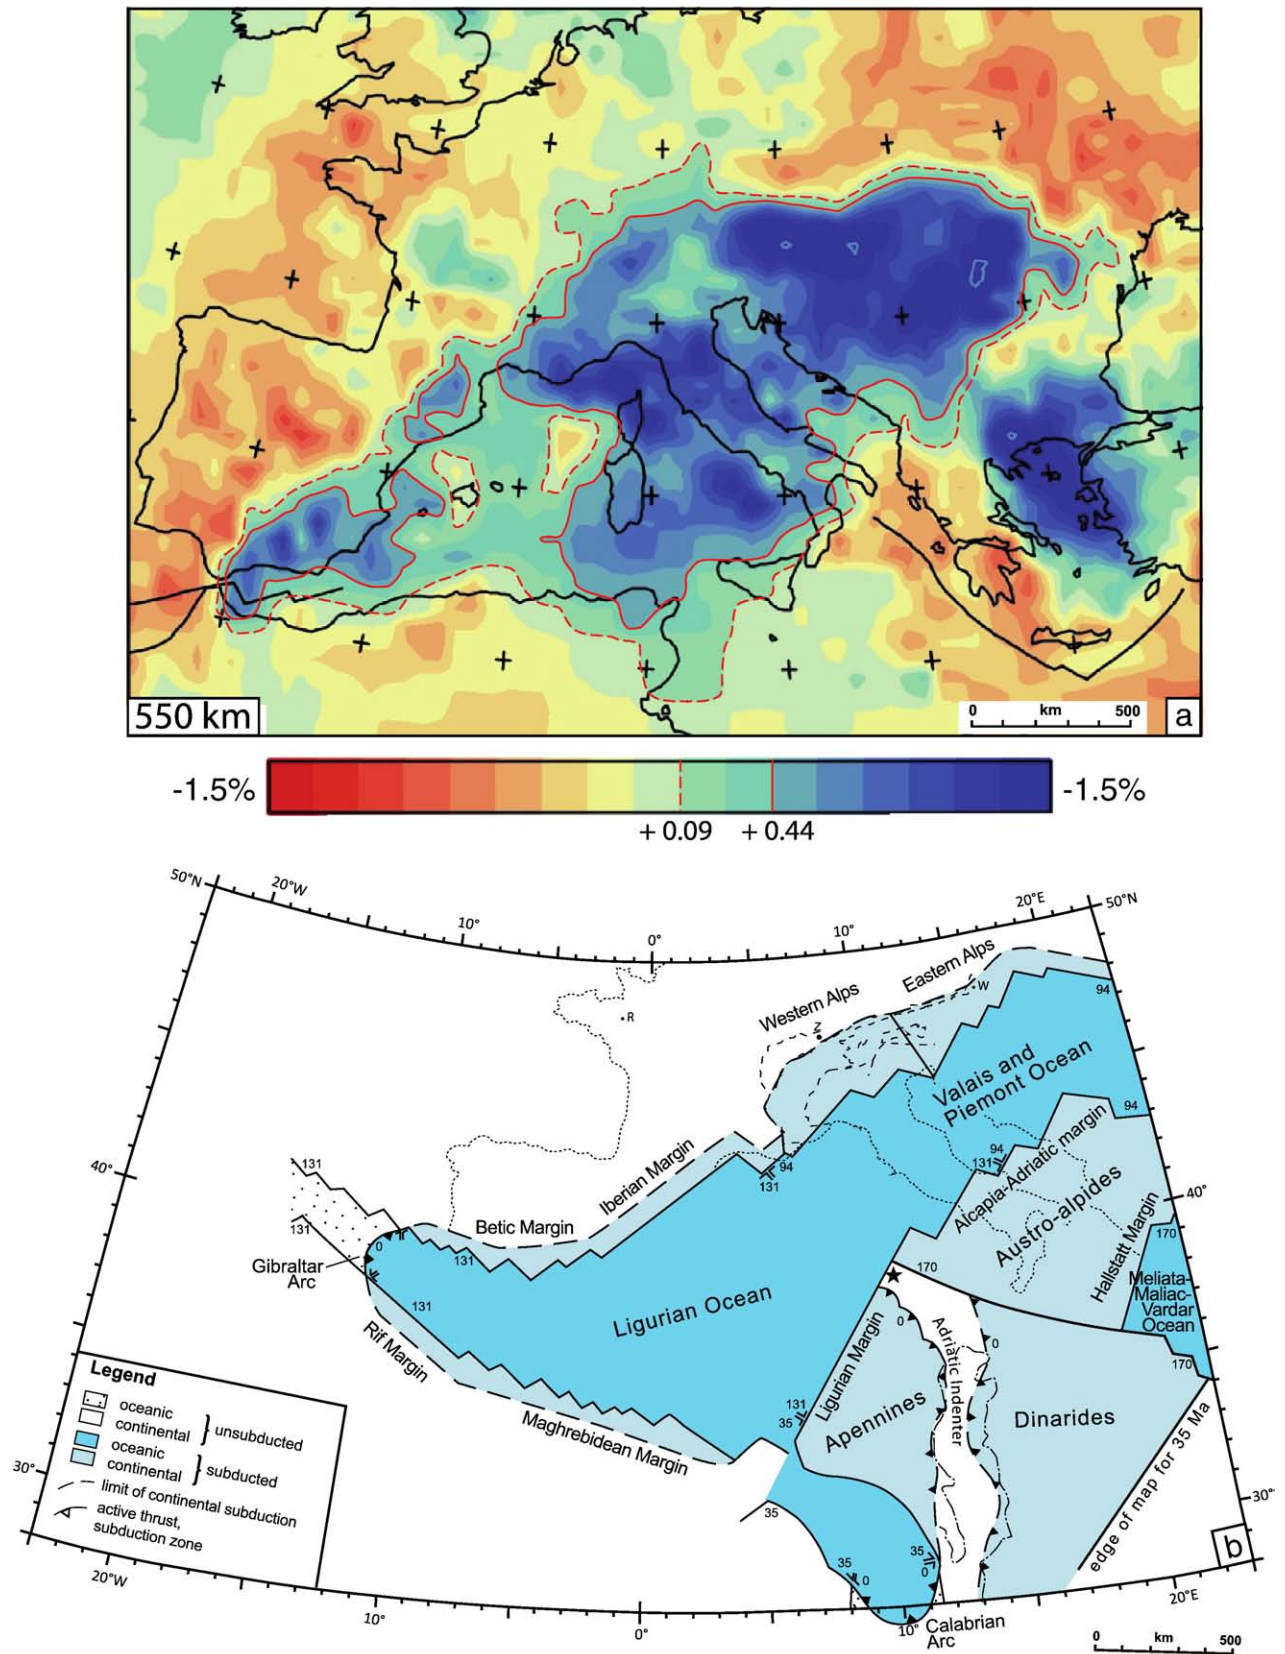 550 km
0 km 500
a
-1.5%
-1.5%
+ 0.09
+ 0.44
50°N
20°W
10°
0°
10°
20°E
50°N
Eastern Alps
Western Alps
W
Z
R
94
Valais and
Piemont Ocean
94
40°
131
131
Iberian Margin
94
131
94
131
Alcapia-Adriatic margin
Austro-alpides
40°
Betic Margin
0
131
Gibraltar
Arc
131
Hallstatt Margin
170
170
Meliata-
Maliac-
Vardar
Ocean
Ligurian Ocean
0
Adriatic Indenter
0
170
Rif Margin
Ligurian Margin
131
35
Apennines
Dinarides
Maghrebidean Margin
edge of map for 35 Ma
Legend
oceanic
continental
unsubducted
oceanic
continental
subducted
limit of continental subduction
active thrust,
subduction zone
30°
30°
35
35
0
35
0
b
20°W
10°
0°
10°
Calabrian
Arc
20°E
0 km 500